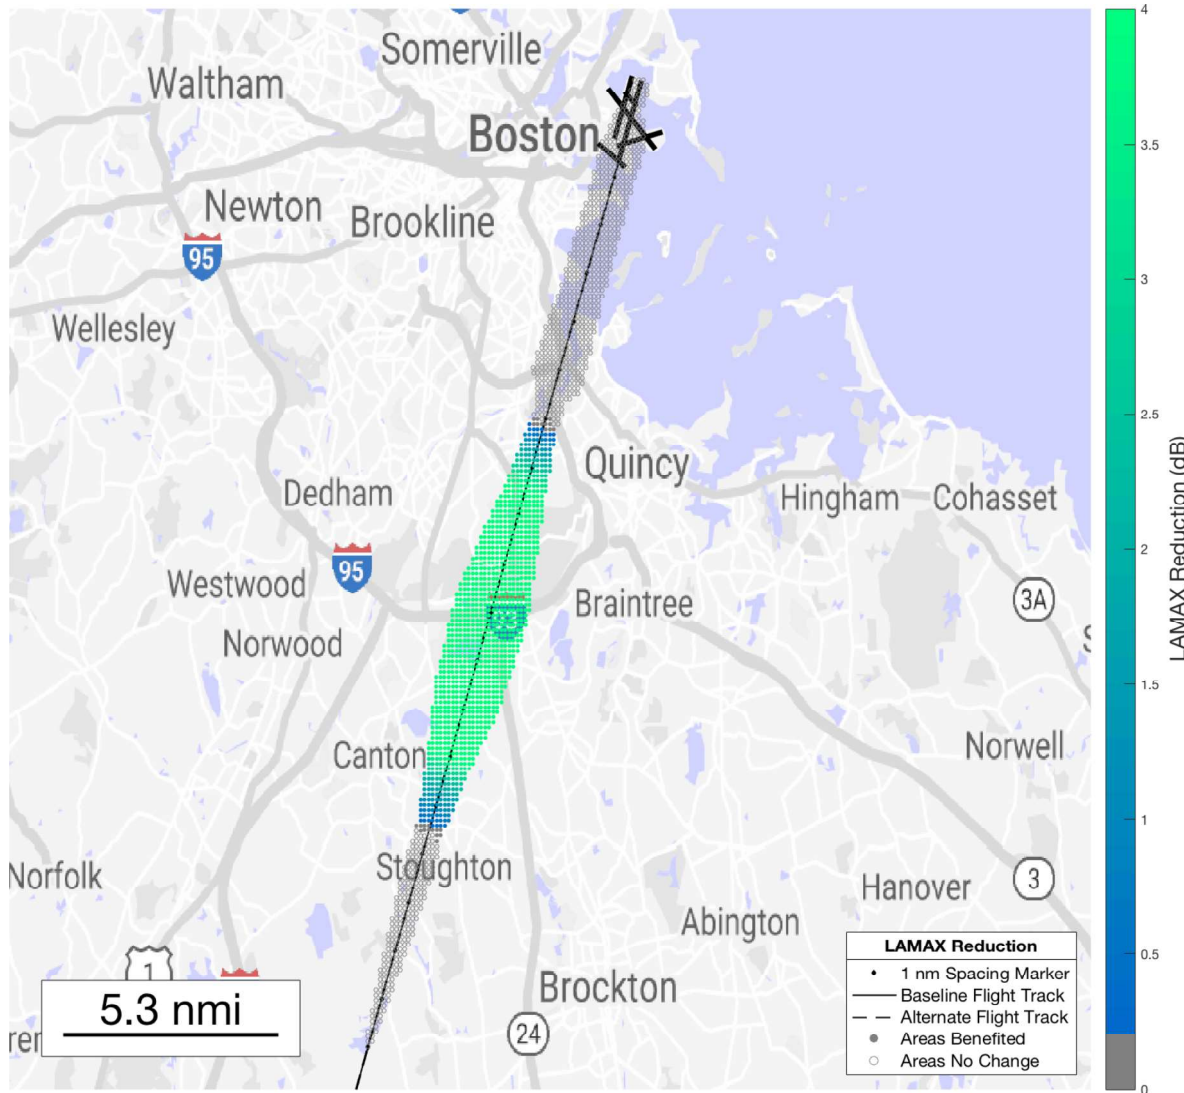 Somerville
Waltham
Boston
Newton
Brookline
95
Wellesley
Quincy
Dedham
Hingham
Cohasset
95
Westwood
Braintree
3A
Norwood
Canton
Norwell
Stoughton
Norfolk
Hanover
3
Abington
1
Brockton
24
5.3 nmi
LAMAX Reduction
1 nm Spacing Marker
Baseline Flight Track
Alternate Flight Track
Areas Benefited
Areas No Change
4
3.5
3
2.5
2
1.5
1
0.5
0
LAMAX Reduction (dB)